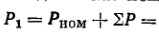 P₁ = Pном + ΣP =